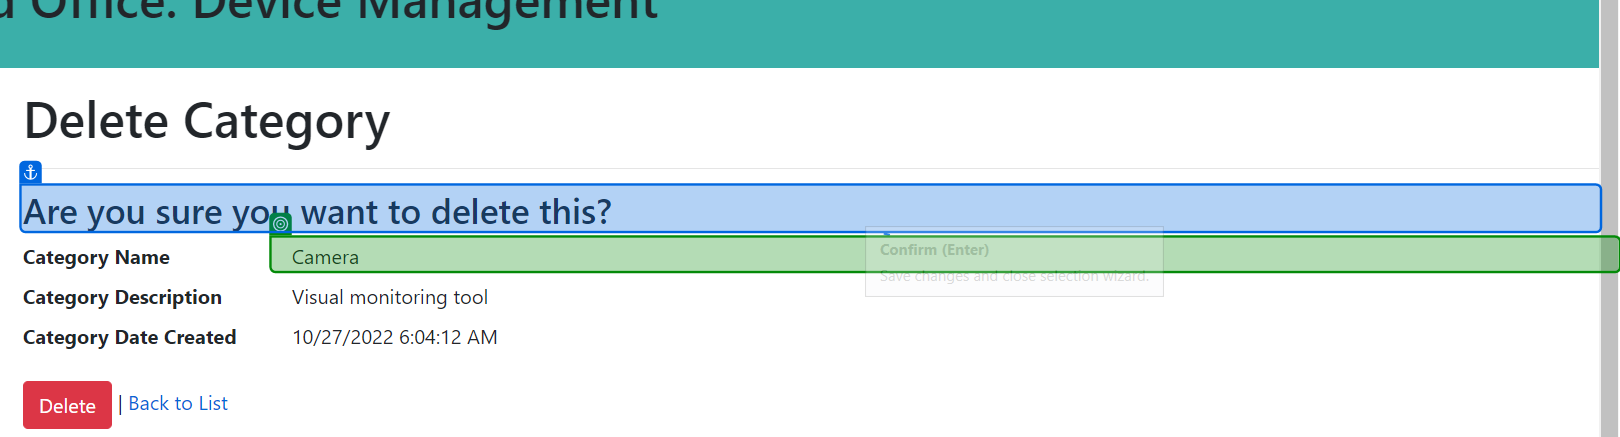 Office: Device Management
Delete Category
Are you sure you want to delete this?
Confirm (Enter)
Category Name Camera
Save changes and close selection wizard.
Category Description Visual monitoring tool
Category Date Created 10/27/2022 6:04:12 AM
Delete | Back to List